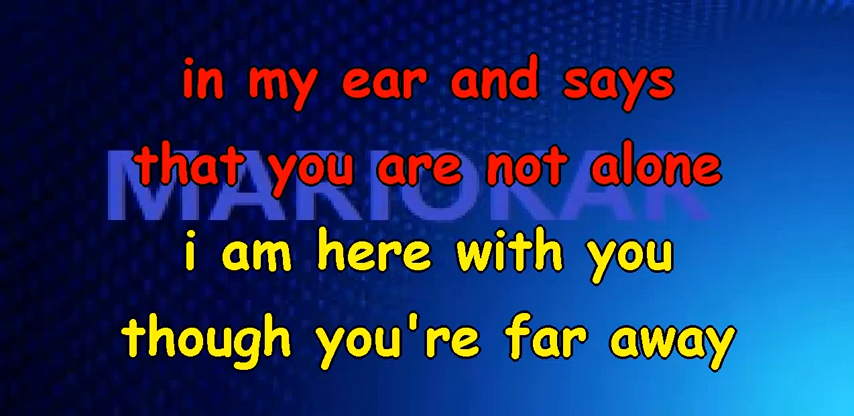 in my ear and says
that you are not alone
MARIOKAR
i am here with you
though you're far away